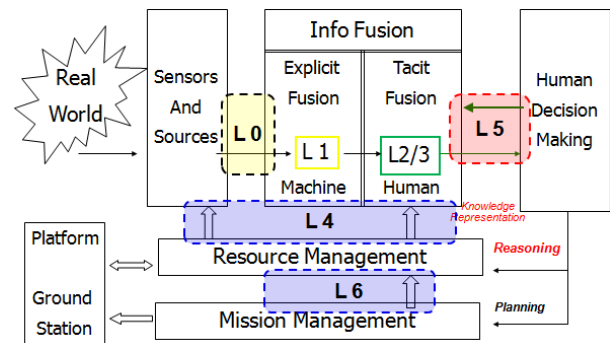 Info Fusion
Real
World
Sensors
And
Sources
L 0
Explicit
Fusion
L 1
Machine
Tacit
Fusion
L2/3
Human
L 5
Human
Decision
Making
Knowledge
Representation
L 4
Platform
Ground
Station
Resource Management
Reasoning
L 6
Planning
Mission Management